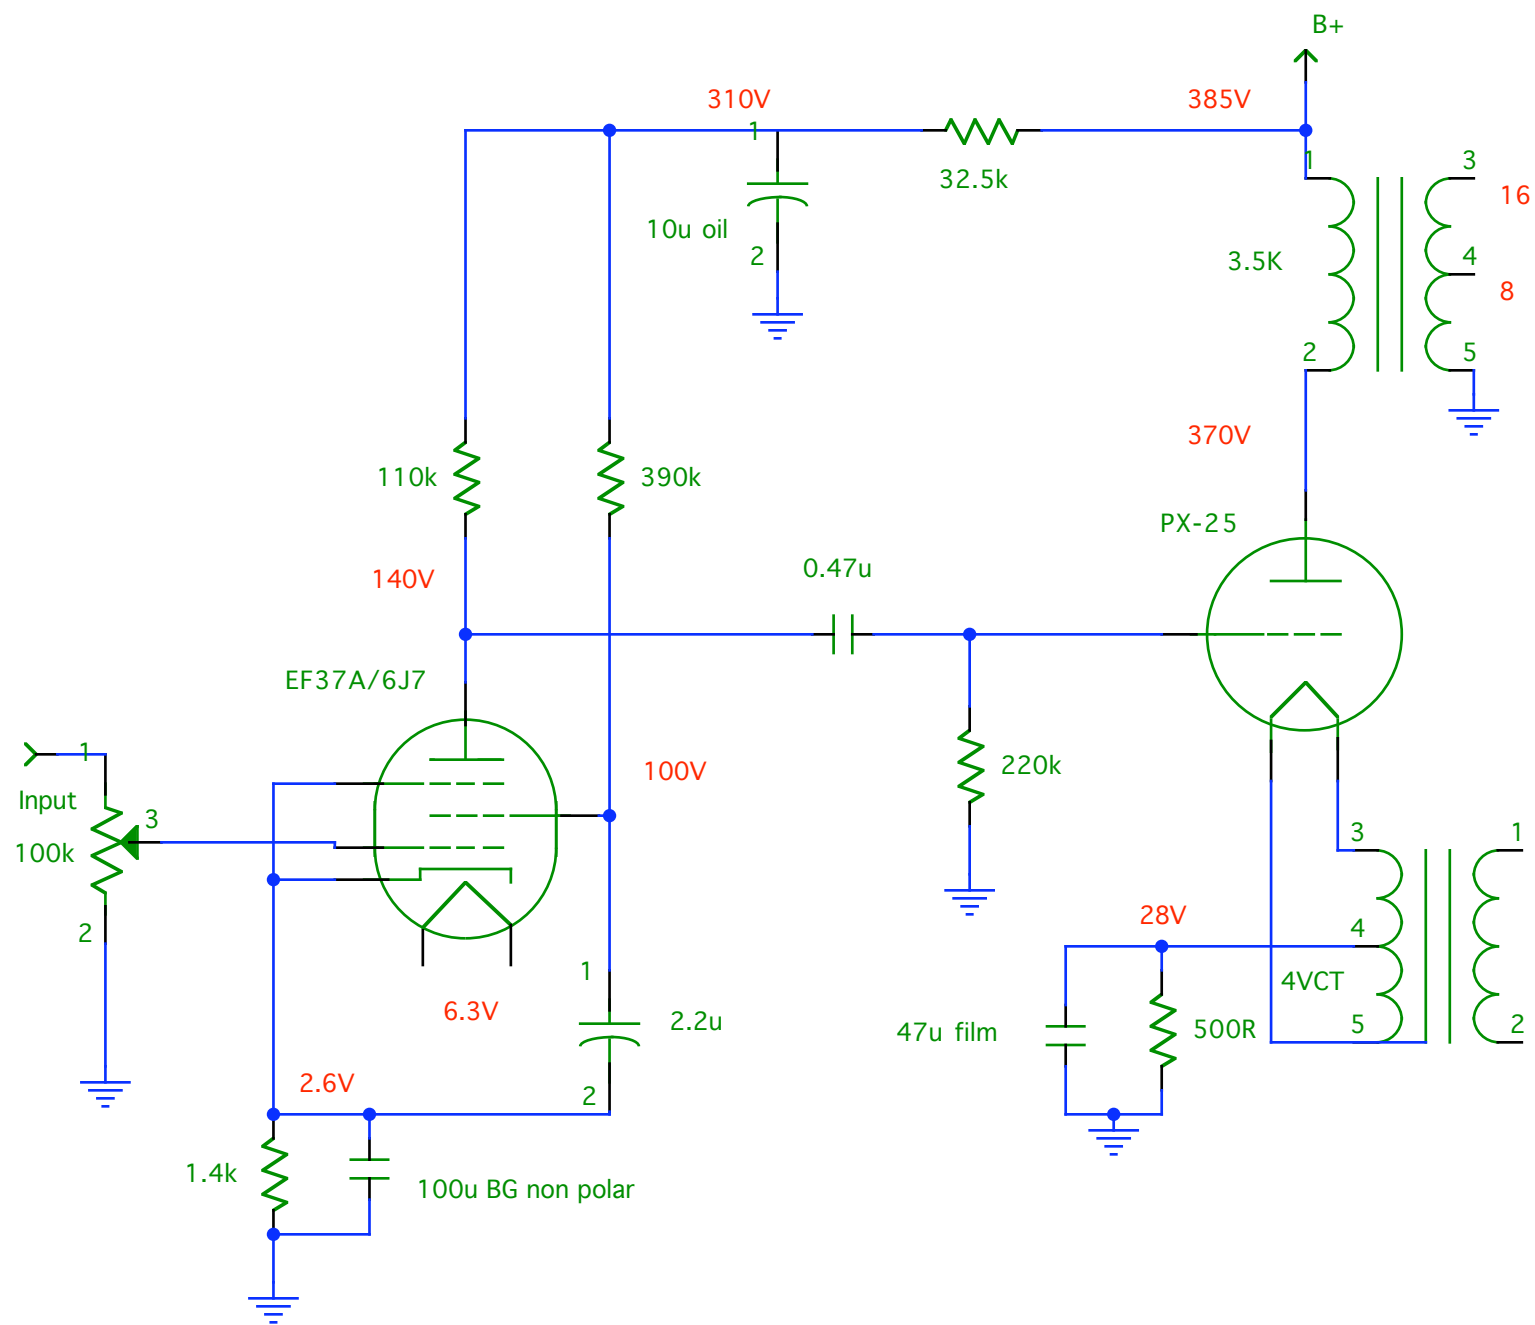 B+
310V
385V
1
32.5k
1
3
16
10u oil
2
3.5K
4
8
2
5
370V
110k
390k
PX-25
140V
0.47u
EF37A/6J7
1
100V
220k
Input
3
100k
3
1
2
28V
4
1
4VCT
6.3V
2.2u
47u film
500R
5
2
2.6V
2
1.4k
100u BG non polar